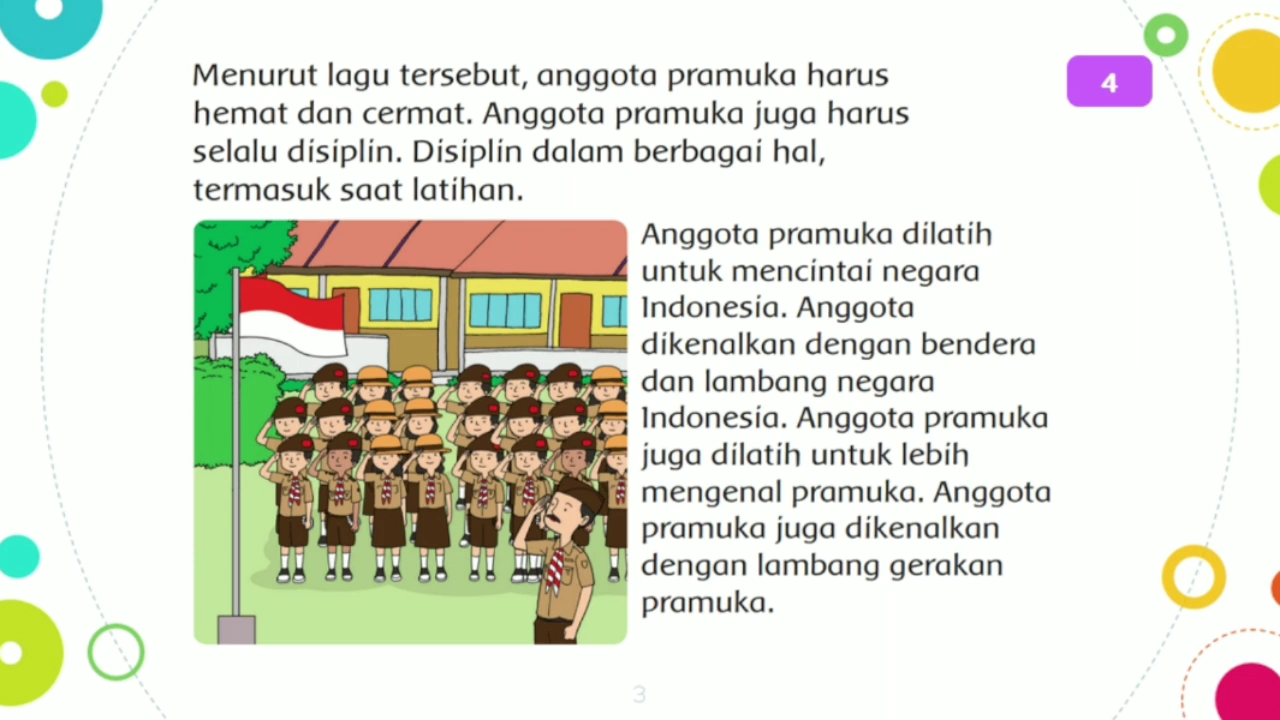 Menurut lagu tersebut, anggota pramuka harus
hemat dan cermat. Anggota pramuka juga harus
selalu disiplin. Disiplin dalam berbagai hal,
termasuk saat latihan.
4
Anggota pramuka dilatih
untuk mencintai negara
Indonesia. Anggota
dikenalkan dengan bendera
dan lambang negara
Indonesia. Anggota pramuka
juga dilatih untuk lebih
mengenal pramuka. Anggota
pramuka juga dikenalkan
dengan lambang gerakan
pramuka.
3